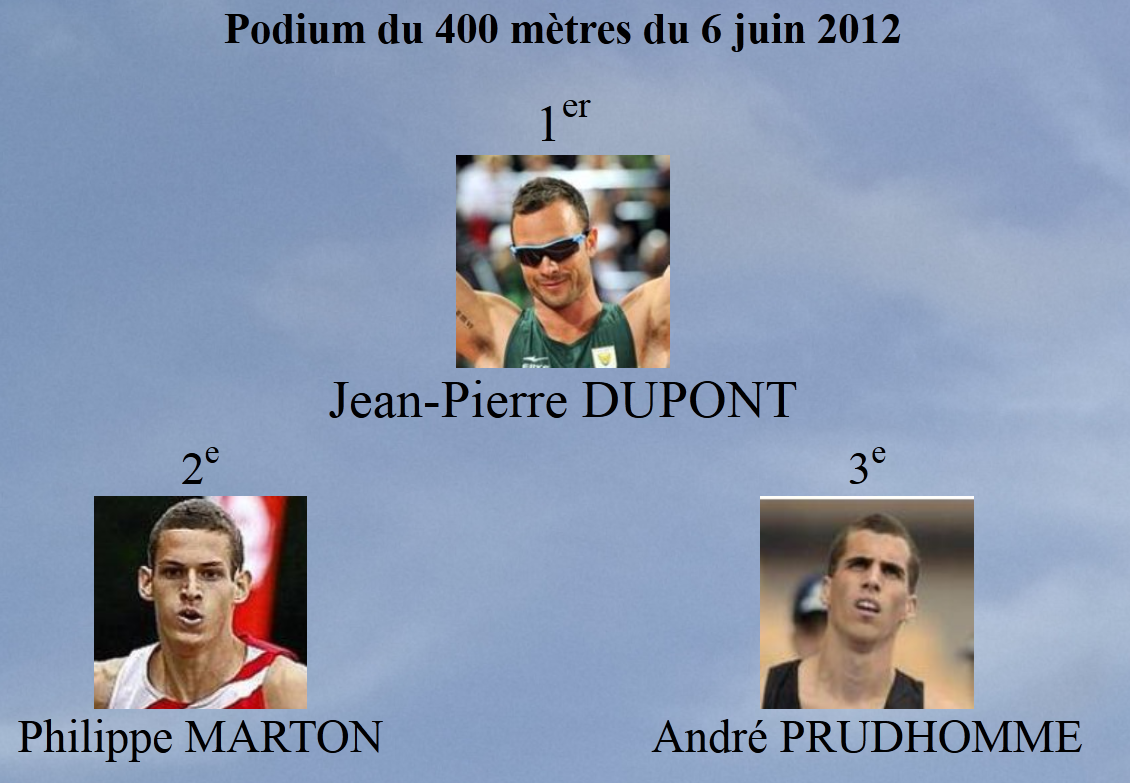 Podium du 400 mètres du 6 juin 2012
1er
Jean-Pierre DUPONT
2e
3e
Philippe MARTON
André PRUDHOMME